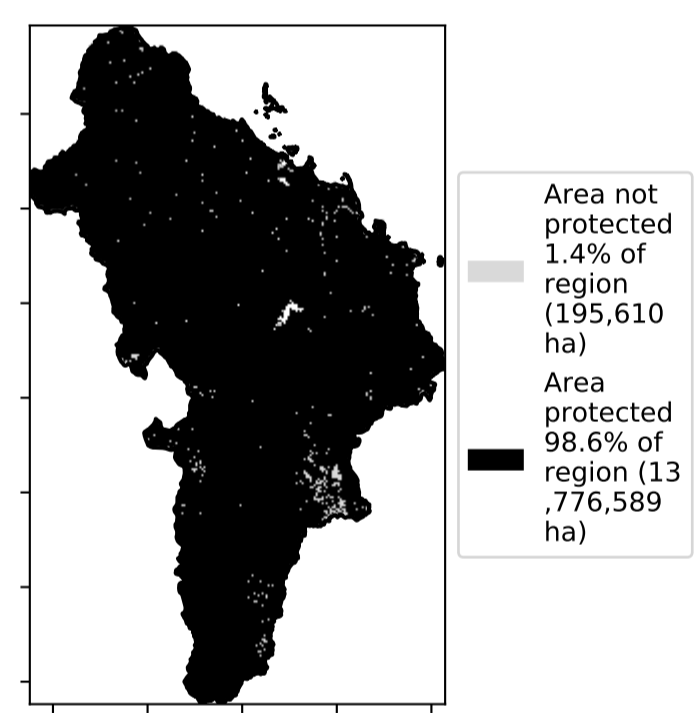 Area not
protected
1.4% of
region
(195,610
ha)
Area
protected
98.6% of
region (13
,776,589
ha)